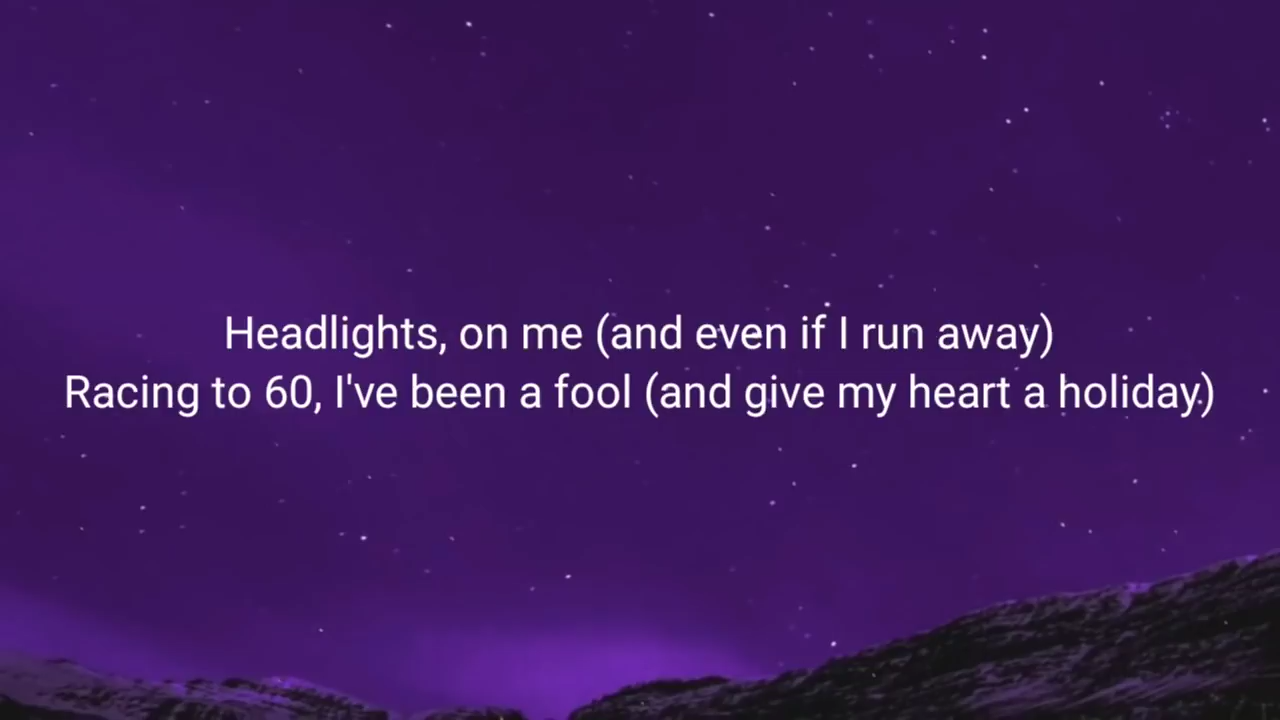 Headlights, on me (and even if I run away)
Racing to 60, I've been a fool (and give my heart a holiday)